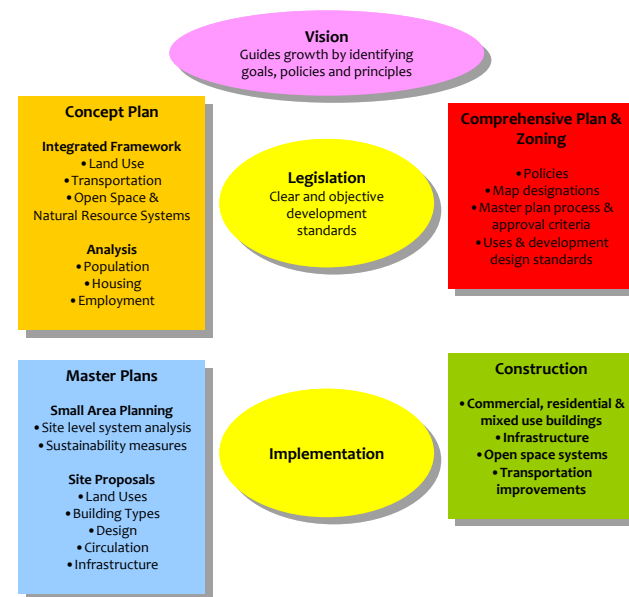 Vision
Guides growth by identifying
goals, policies and principles
Concept Plan
Integrated Framework
•Land Use
•Transportation
•Open Space &
Natural Resource Systems
Analysis
•Population
•Housing
•Employment
Legislation
Clear and objective
development
standards
Comprehensive Plan &
Zoning
•Policies
•Map designations
•Master plan process &
approval criteria
•Uses & development
design standards
Master Plans
Small Area Planning
•Site level system analysis
•Sustainability measures
Site Proposals
•Land Uses
•Building Types
•Design
•Circulation
•Infrastructure
Implementation
Construction
•Commercial, residential &
mixed use buildings
•Infrastructure
•Open space systems
•Transportation
improvements